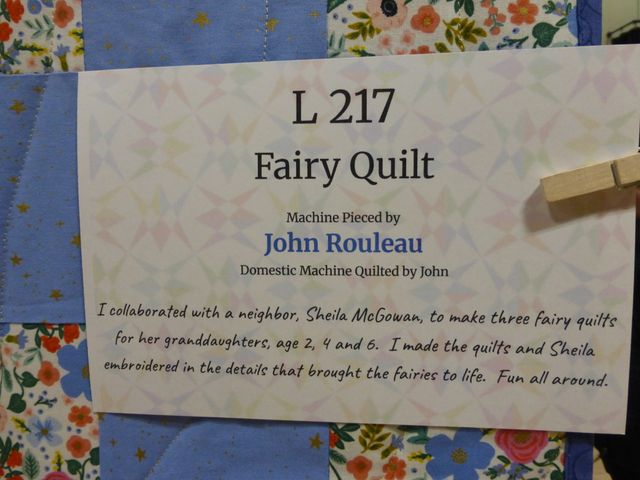 L 217
Fairy Quilt
Machine Pieced by
John Rouleau
Domestic Machine Quilted by John
I collaborated with a neighbor, Sheila McGowan, to make three fairy quilts
for her granddaughters, age 2, 4 and 6. I made the quilts and Sheila
embroidered in the details that brought the fairies to life. Fun all around.